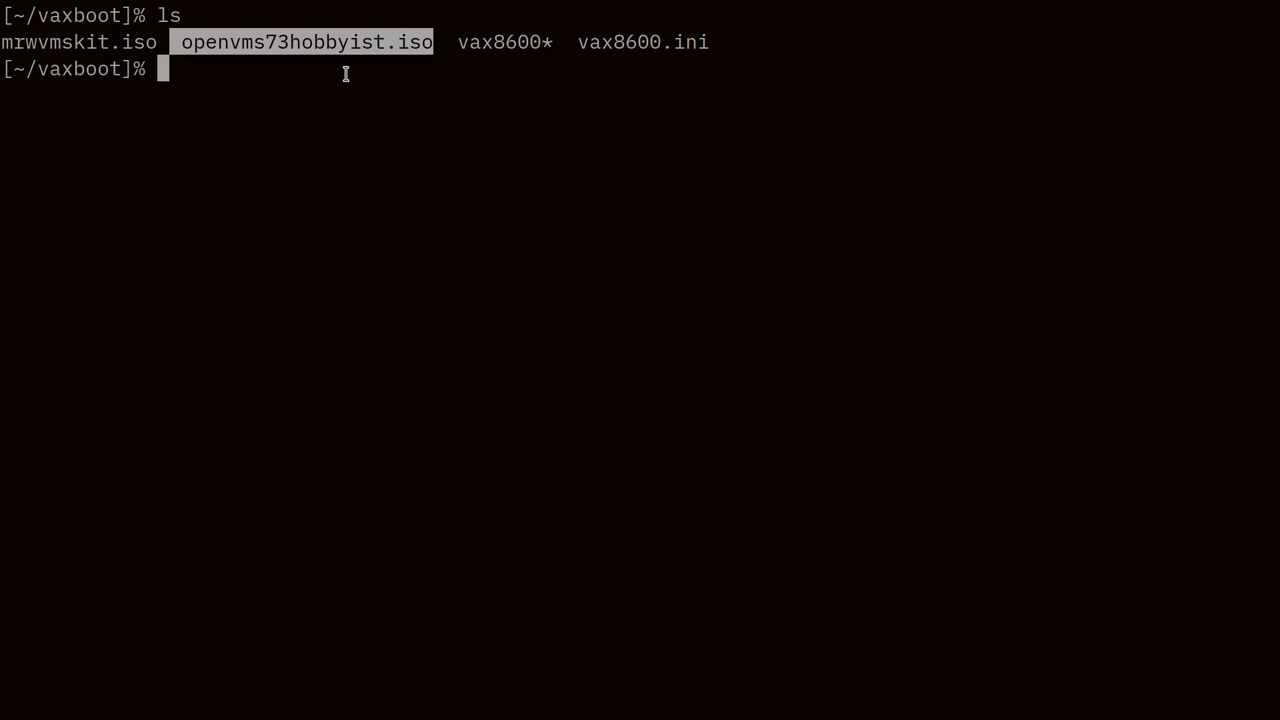 [~/vaxboot]% ls
mrwvmskit.iso  openvms73hobbyist.iso  vax8600*  vax8600.ini
[~/vaxboot]%